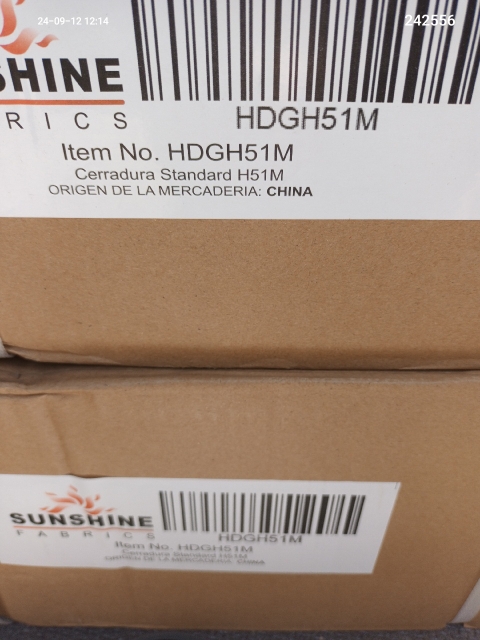 24-09-12 12:14
242556
SHINE
RICS
HDGH51M
Item No. HDGH51M
Cerradura Standard H51M
ORIGEN DE LA MERCADERIA: CHINA
SUNSHINE
FABRICS
HDGH51M
Item No. HDGH51M
Cerradura Standard H51M
ORIGEN DE LA MERCADERIA: CHINA